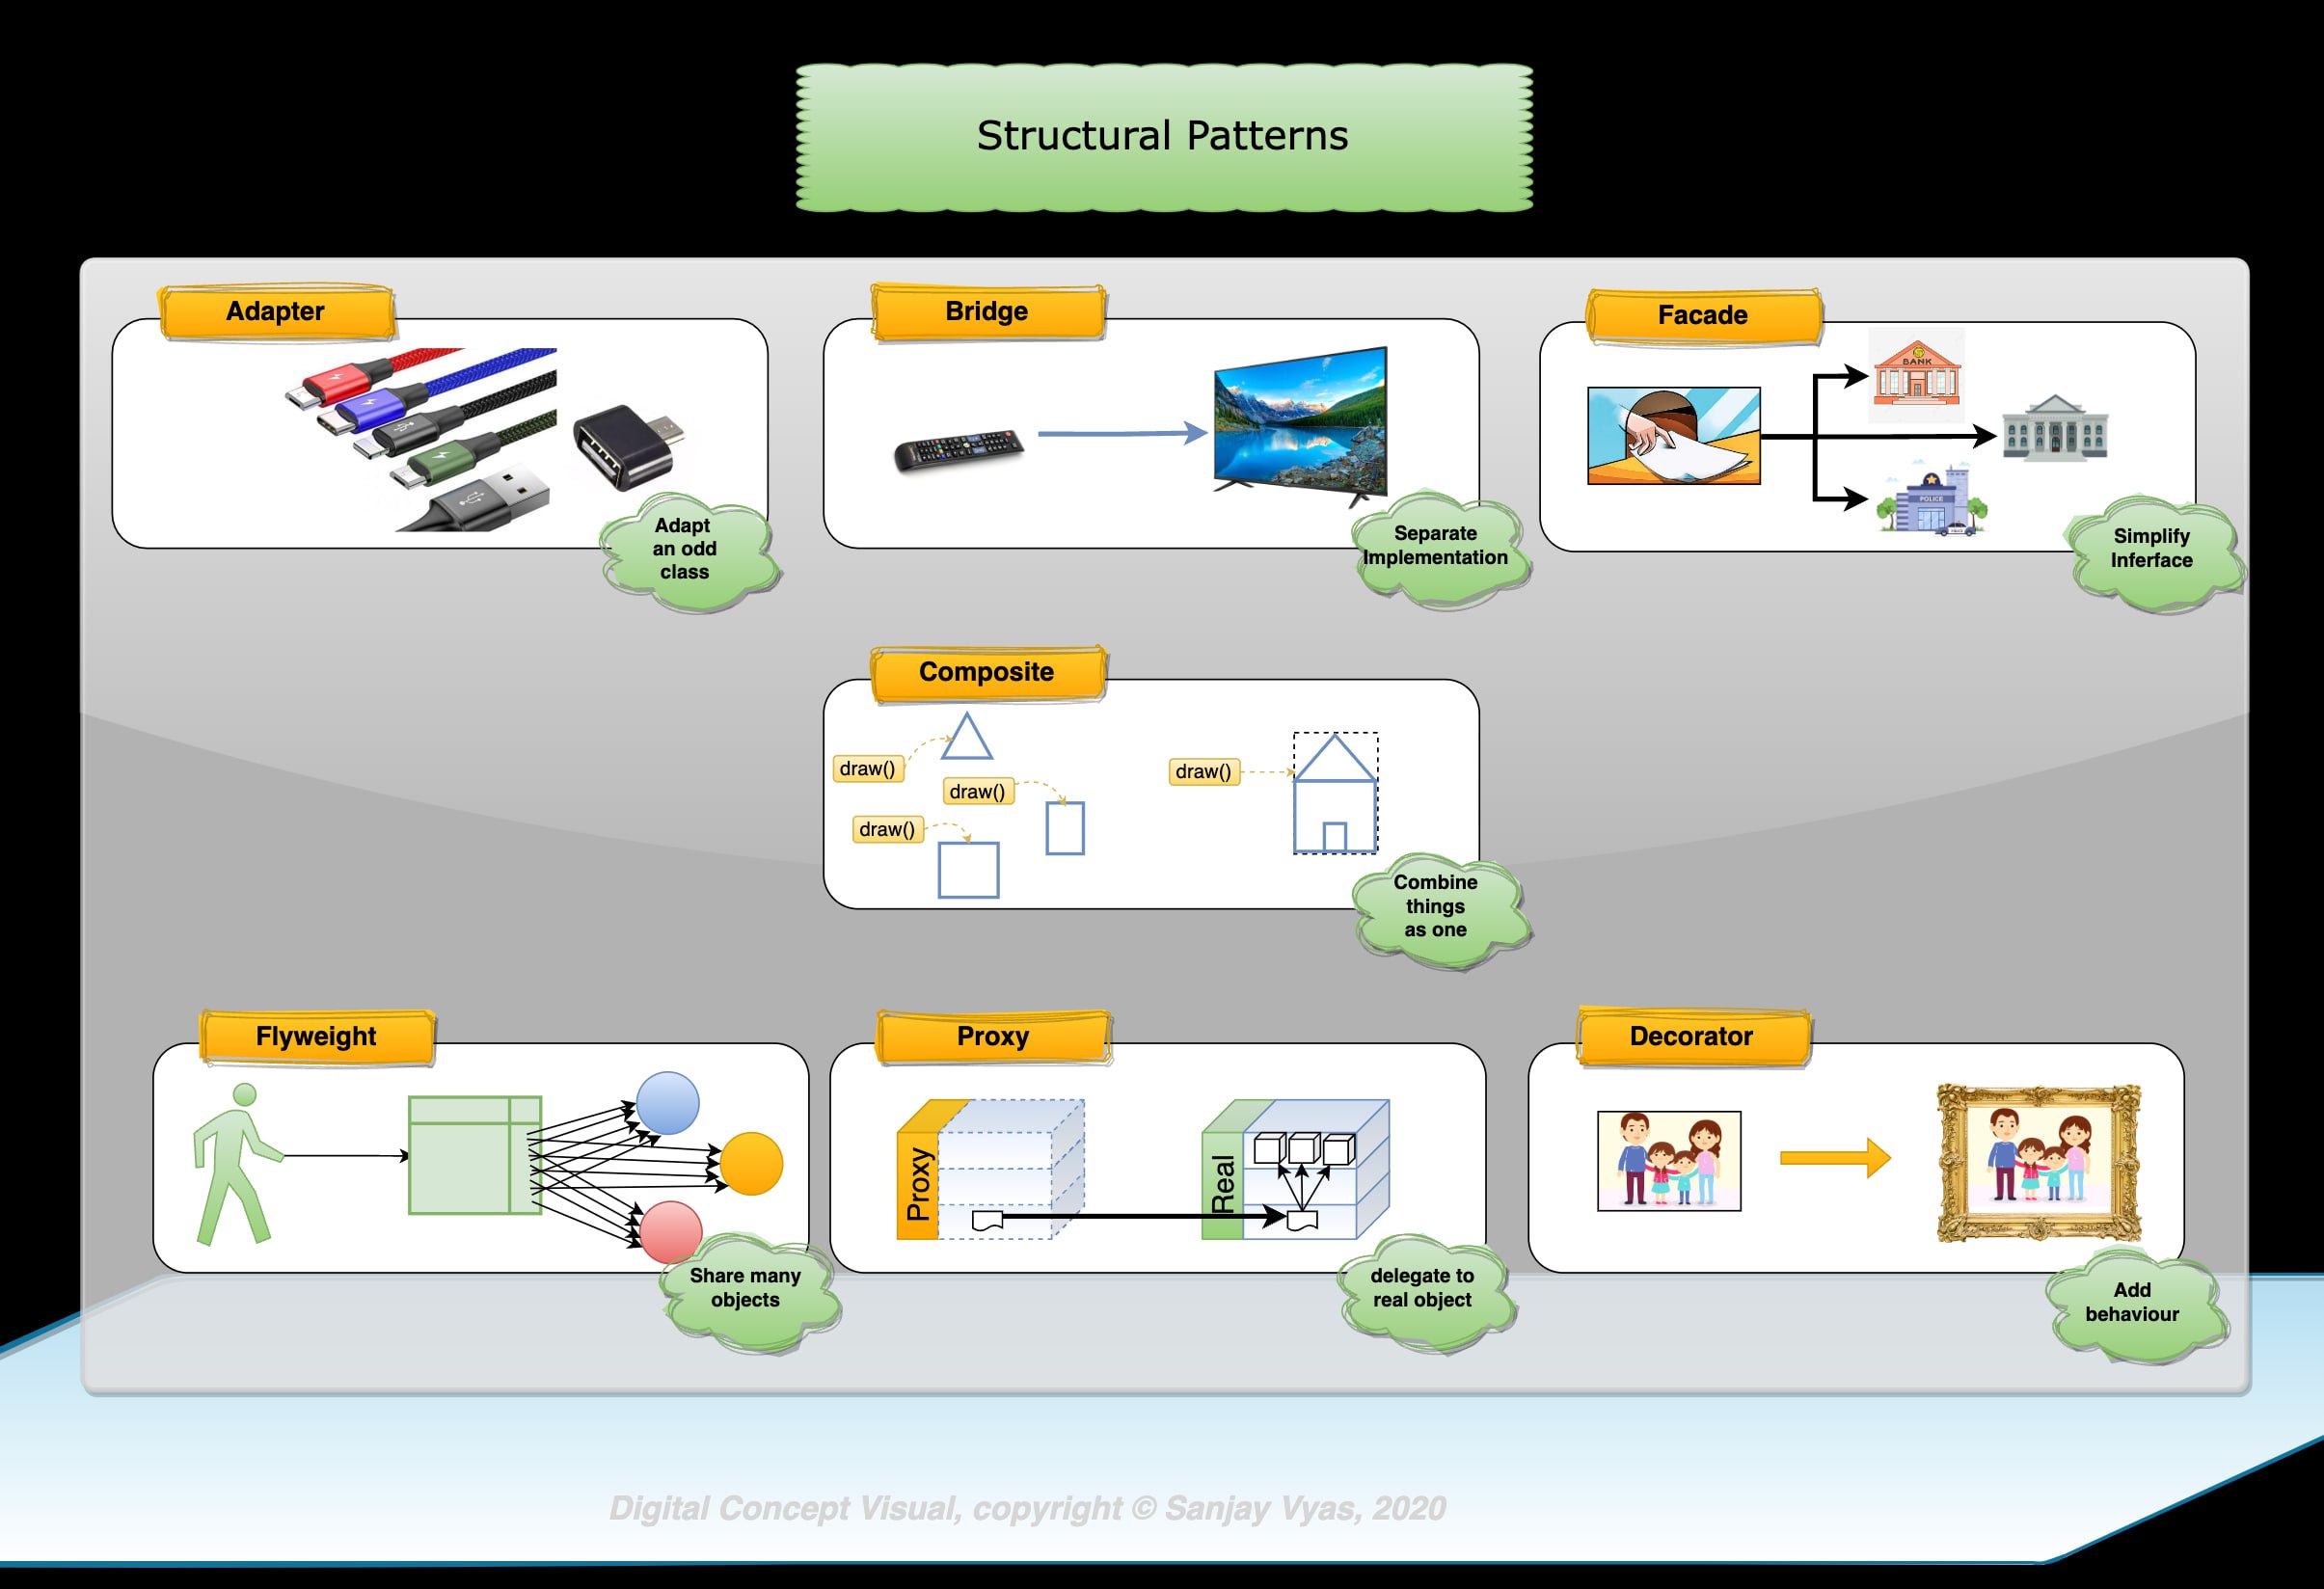 Structural Patterns
Adapter
Adapt
an odd
class
Bridge
Separate
Implementation
Facade
BANK
POLICE
Simplify
Inferface
Composite
draw()
draw()
draw()
draw()
Combine
things
as one
Flyweight
Share many
objects
Proxy
Proxy
Real
delegate to
real object
Decorator
Add
behaviour
Digital Concept Visual, copyright © Sanjay Vyas, 2020